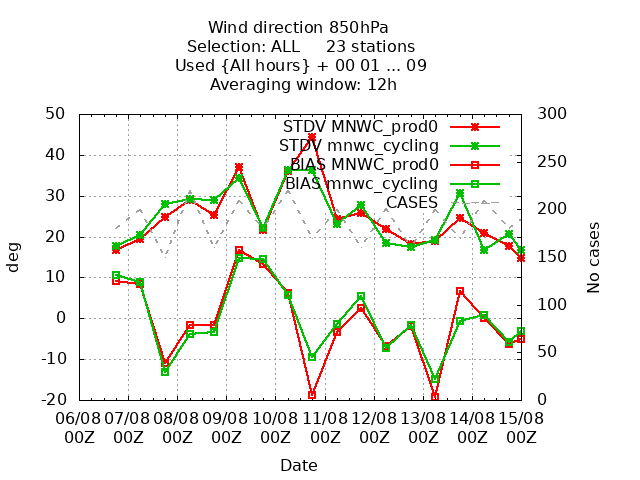 Wind direction 850hPa
Selection: ALL 23 stations
Used {All hours} + 00 01 ... 09
Averaging window: 12h
deg
50
40
30
20
10
0
-10
-20
300
250
200
150
100
50
0
No cases
STDV MNWC_prod0
STDV mnwc_cycling
BIAS MNWC_prod0
BIAS mnwc_cycling
CASES
06/08 07/08 08/08 09/08 10/08 11/08 12/08 13/08 14/08 15/08
00Z 00Z 00Z 00Z 00Z 00Z 00Z 00Z 00Z 00Z
Date